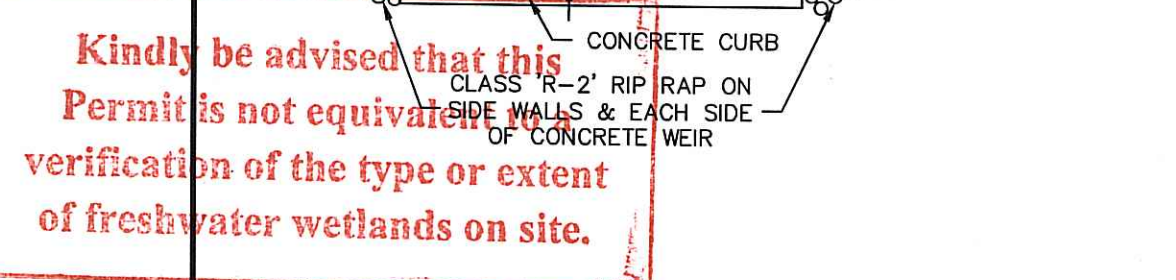 CONCRETE CURB
CLASS 'R-2' RIP RAP ON
SIDE WALLS & EACH SIDE
OF CONCRETE WEIR
Kindly be advised that this
Permit is not equivalent to a
verification of the type or extent
of freshwater wetlands on site.